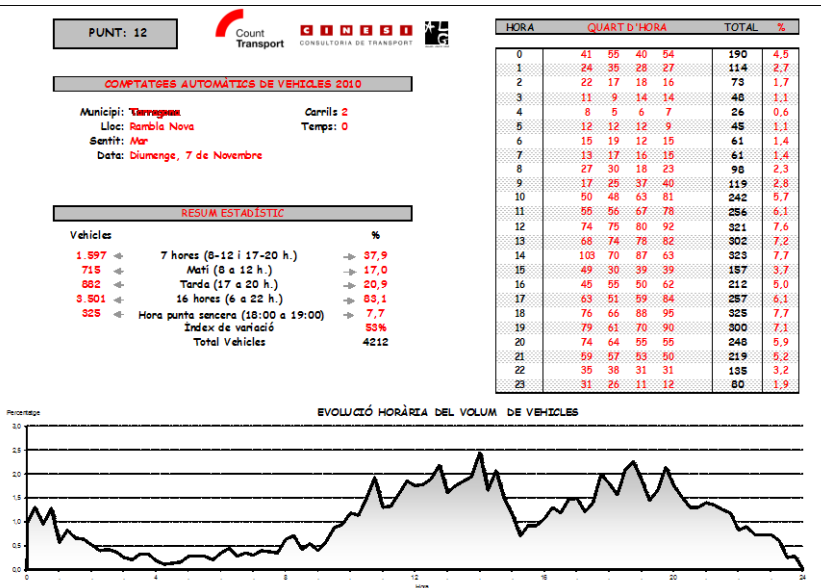 PUNT: 12
Count
Transport
CINESI
CONSULTORIA DE TRANSPORT
COMPTATGES AUTOMÀTICS DE VEHICLES 2010
Municipi:
Carrils 2
Lloc: Rambla Nova
Temps: 0
Sentit: Mar
Data: Diumenge, 7 de Novembre
RESUM ESTADÍSTIC
Vehicles %
1.597 7 hores (8-12 i 17-20 h.) 37,9
715 Matí (8 a 12 h.) 17,0
882 Tarda (17 a 20 h.) 20,9
3.501 16 hores (6 a 22 h.) 83,1
325 Hora punta sencera (18:00 a 19:00) 7,7
Índex de variació 53%
Total Vehicles 4212
HORA QUART D'HORA TOTAL %
0 41 55 40 54 190 4,5
1 24 35 28 27 114 2,7
2 22 17 18 16 73 1,7
3 11 9 14 14 48 1,1
4 8 5 6 7 26 0,6
5 12 12 12 9 45 1,1
6 15 19 12 15 61 1,4
7 13 17 16 15 61 1,4
8 27 30 18 23 98 2,3
9 17 25 37 40 119 2,8
10 50 48 63 81 242 5,7
11 55 56 67 78 256 6,1
12 74 75 80 92 321 7,6
13 68 74 78 82 302 7,2
14 103 70 87 63 323 7,7
15 49 30 39 39 157 3,7
16 45 55 50 62 212 5,0
17 63 51 59 84 257 6,1
18 76 66 88 95 325 7,7
19 79 61 70 90 300 7,1
20 74 64 55 55 248 5,9
21 59 57 53 50 219 5,2
22 35 38 31 31 135 3,2
23 31 26 11 12 80 1,9
Percentatge
EVOLUCIÓ HORÀRIA DEL VOLUM DE VEHICLES
3,0
2,5
2,0
1,5
1,0
0,5
0,0
0 4 8 12 16 20 24
Hora